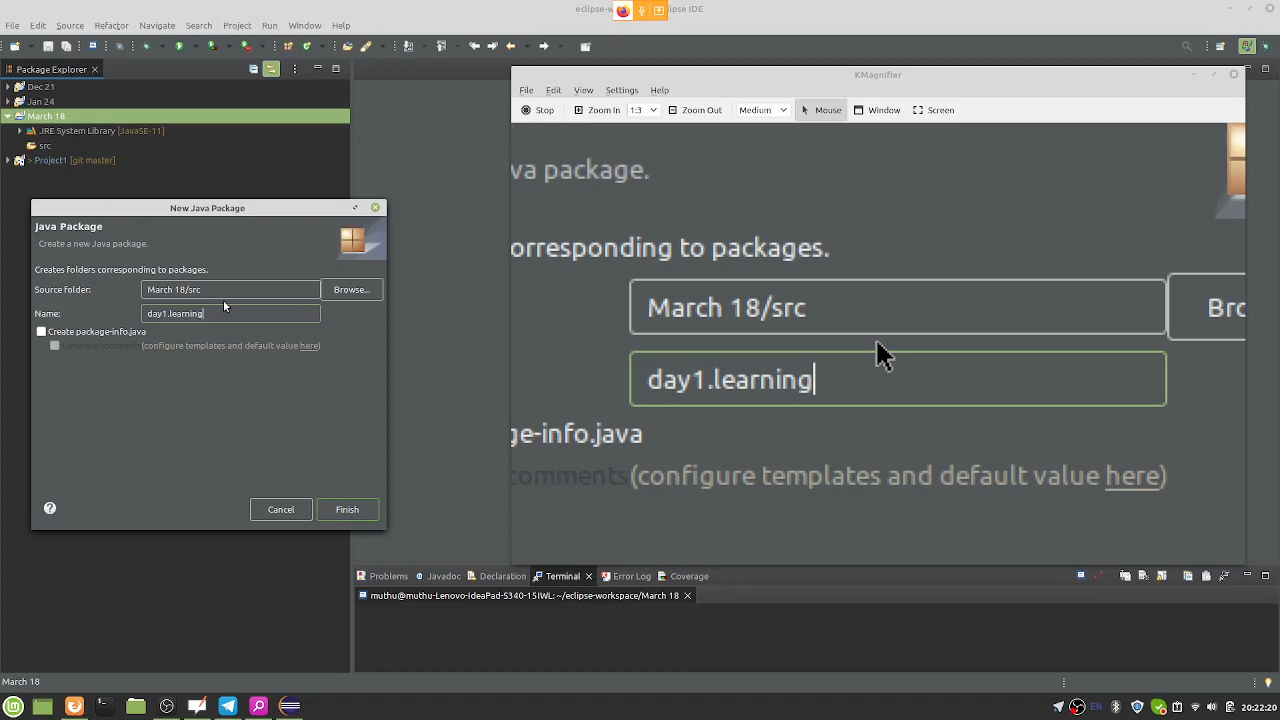 eclipse-w
pse IDE
File Edit Source Refactor Navigate Search Project Run Window Help
Package Explorer
Dec 21
Jan 24
March 18
JRE System Library [JavaSE-11]
src
> Project1 [git master]
New Java Package
Java Package
Create a new Java package.
Creates folders corresponding to packages.
Source folder: March 18/src Browse...
Name: day1.learning
Create package-info.java
Generate comments (configure templates and default value here)
Cancel Finish
KMagnifier
File Edit View Settings Help
Stop Zoom In 1:3 Zoom Out Medium Mouse Window Screen
va package.
orresponding to packages.
March 18/src Bro
day1.learning
ge-info.java
comments (configure templates and default value here)
Problems Javadoc Declaration Terminal Error Log Coverage
muthu@muthu-Lenovo-IdeaPad-S340-15IWL: ~/eclipse-workspace/March 18
March 18
EN 20:22:20